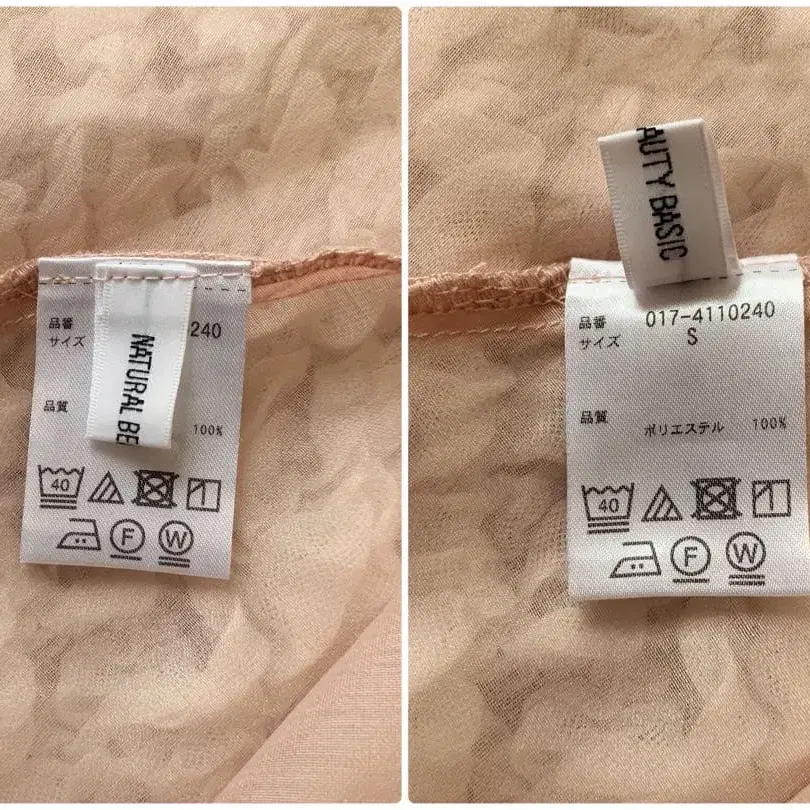 NATURAL BE
品番 240
サイズ
品質
100%
40
F W
AUTY BASIC
品番 017-4110240
サイズ S
品質
ポリエステル 100%
40
F W